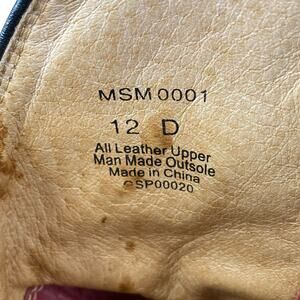 MSM 0001
12 D
All Leather Upper
Man Made Outsole
Made in China
CSP00020